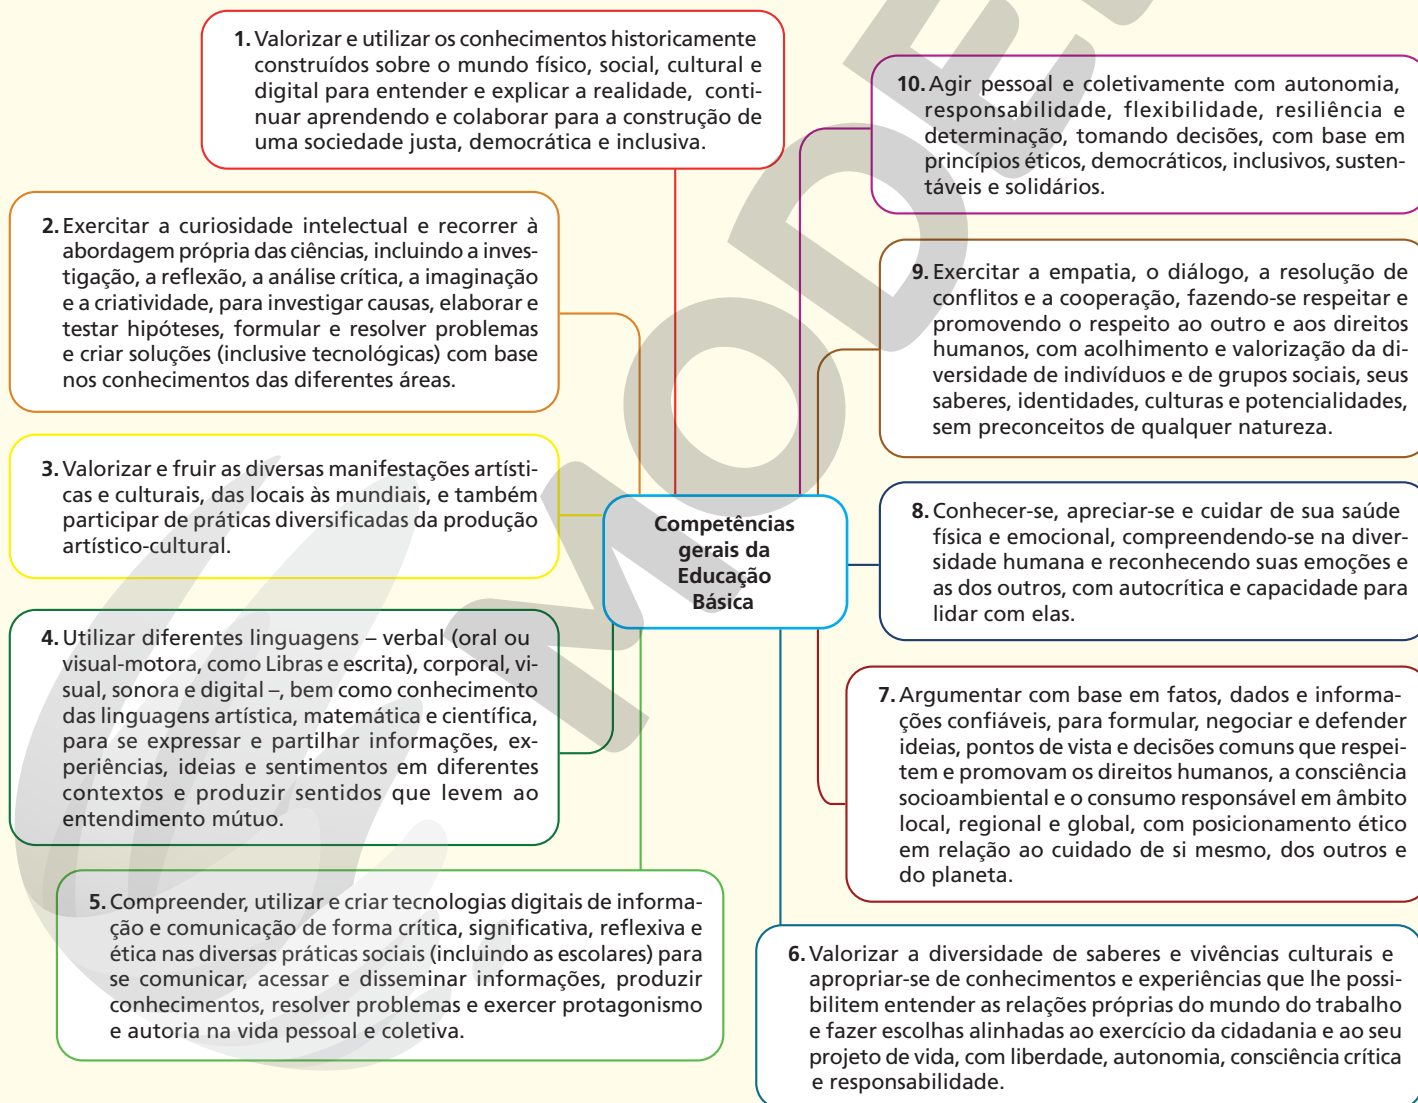 1. Valorizar e utilizar os conhecimentos historicamente
construídos sobre o mundo físico, social, cultural e
digital para entender e explicar a realidade, conti-
nuar aprendendo e colaborar para a construção de
uma sociedade justa, democrática e inclusiva.
2. Exercitar a curiosidade intelectual e recorrer à
abordagem própria das ciências, incluindo a inves-
tigação, a reflexão, a análise crítica, a imaginação
e a criatividade, para investigar causas, elaborar e
testar hipóteses, formular e resolver problemas
e criar soluções (inclusive tecnológicas) com base
nos conhecimentos das diferentes áreas.
3. Valorizar e fruir as diversas manifestações artísti-
cas e culturais, das locais às mundiais, e também
participar de práticas diversificadas da produção
artístico-cultural.
4. Utilizar diferentes linguagens – verbal (oral ou
visual-motora, como Libras e escrita), corporal, vi-
sual, sonora e digital –, bem como conhecimento
das linguagens artística, matemática e científica,
para se expressar e partilhar informações, ex-
periências, ideias e sentimentos em diferentes
contextos e produzir sentidos que levem ao
entendimento mútuo.
5. Compreender, utilizar e criar tecnologias digitais de informa-
ção e comunicação de forma crítica, significativa, reflexiva e
ética nas diversas práticas sociais (incluindo as escolares) para
se comunicar, acessar e disseminar informações, produzir
conhecimentos, resolver problemas e exercer protagonismo
e autoria na vida pessoal e coletiva.
Competências
gerais da
Educação
Básica
10. Agir pessoal e coletivamente com autonomia,
responsabilidade, flexibilidade, resiliência e
determinação, tomando decisões, com base em
princípios éticos, democráticos, inclusivos, susten-
táveis e solidários.
9. Exercitar a empatia, o diálogo, a resolução de
conflitos e a cooperação, fazendo-se respeitar e
promovendo o respeito ao outro e aos direitos
humanos, com acolhimento e valorização da di-
versidade de indivíduos e de grupos sociais, seus
saberes, identidades, culturas e potencialidades,
sem preconceitos de qualquer natureza.
8. Conhecer-se, apreciar-se e cuidar de sua saúde
física e emocional, compreendendo-se na diver-
sidade humana e reconhecendo suas emoções e
as dos outros, com autocrítica e capacidade para
lidar com elas.
7. Argumentar com base em fatos, dados e informa-
ções confiáveis, para formular, negociar e defender
ideias, pontos de vista e decisões comuns que respei-
tem e promovam os direitos humanos, a consciência
socioambiental e o consumo responsável em âmbito
local, regional e global, com posicionamento ético
em relação ao cuidado de si mesmo, dos outros e
do planeta.
6. Valorizar a diversidade de saberes e vivências culturais e
apropriar-se de conhecimentos e experiências que lhe possi-
bilitem entender as relações próprias do mundo do trabalho
e fazer escolhas alinhadas ao exercício da cidadania e ao seu
projeto de vida, com liberdade, autonomia, consciência crítica
e responsabilidade.